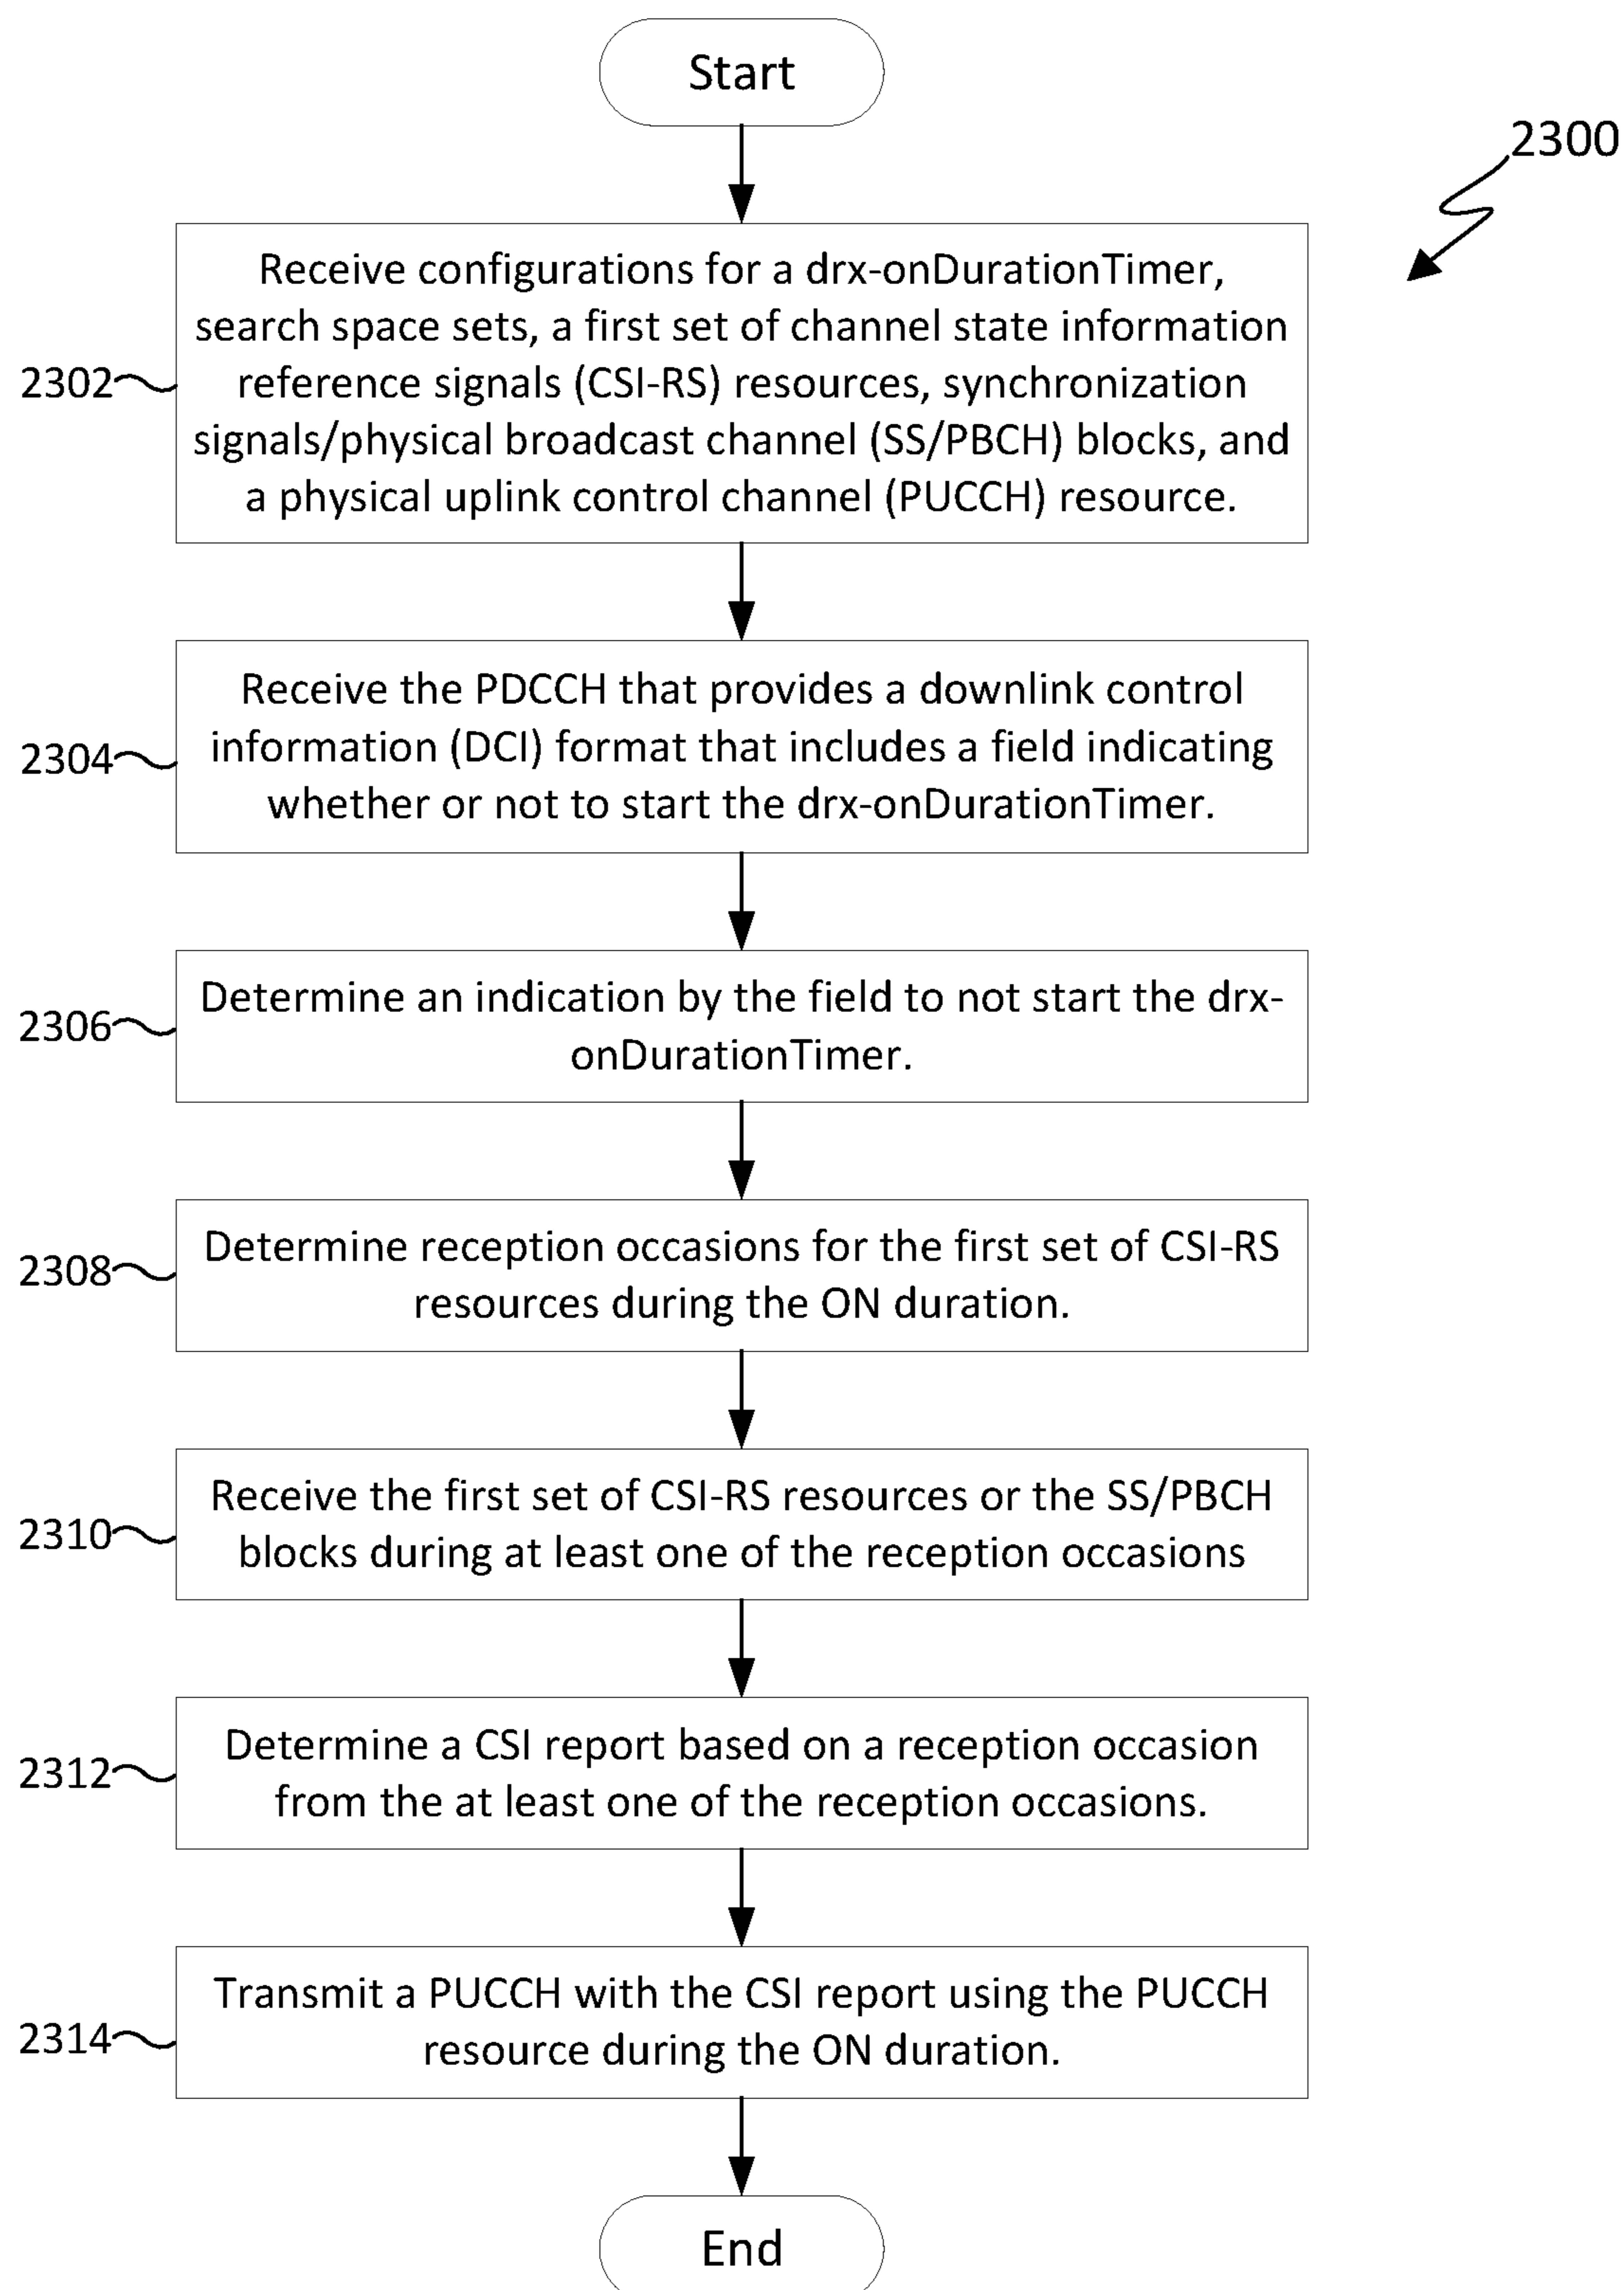 Start
2300
Receive configurations for a drx-onDurationTimer,
search space sets, a first set of channel state information
reference signals (CSI-RS) resources, synchronization
signals/physical broadcast channel (SS/PBCH) blocks, and
a physical uplink control channel (PUCCH) resource.
2302
Receive the PDCCH that provides a downlink control
information (DCI) format that includes a field indicating
whether or not to start the drx-onDurationTimer.
2304
Determine an indication by the field to not start the drx-
onDurationTimer.
2306
Determine reception occasions for the first set of CSI-RS
resources during the ON duration.
2308
Receive the first set of CSI-RS resources or the SS/PBCH
blocks during at least one of the reception occasions
2310
Determine a CSI report based on a reception occasion
from the at least one of the reception occasions.
2312
Transmit a PUCCH with the CSI report using the PUCCH
resource during the ON duration.
2314
End